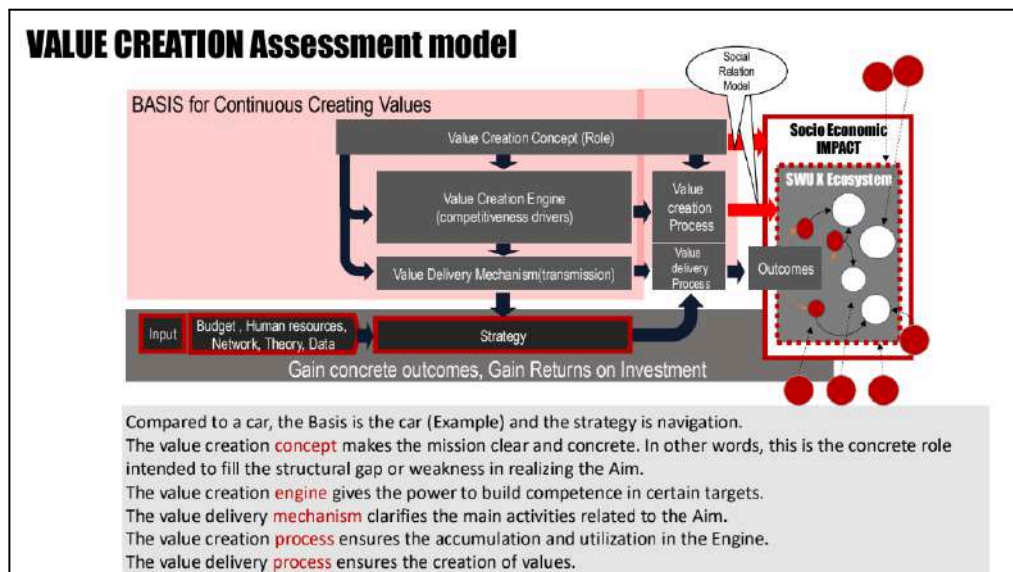 VALUE CREATION Assessment model
Social
Relation
Model
BASIS for Continuous Creating Values
Value Creation Concept (Role)
Socio Economic
IMPACT
SWU X Ecosystem
Value Creation Engine
(competitiveness drivers)
Value
creation
Process
Value Delivery Mechanism(transmission)
Value
delivery
Process
Outcomes
Input
Budget , Human resources,
Network, Theory, Data
Strategy
Gain concrete outcomes, Gain Returns on Investment
Compared to a car, the Basis is the car (Example) and the strategy is navigation.
The value creation concept makes the mission clear and concrete. In other words, this is the concrete role
intended to fill the structural gap or weakness in realizing the Aim.
The value creation engine gives the power to build competence in certain targets.
The value delivery mechanism clarifies the main activities related to the Aim.
The value creation process ensures the accumulation and utilization in the Engine.
The value delivery process ensures the creation of values.